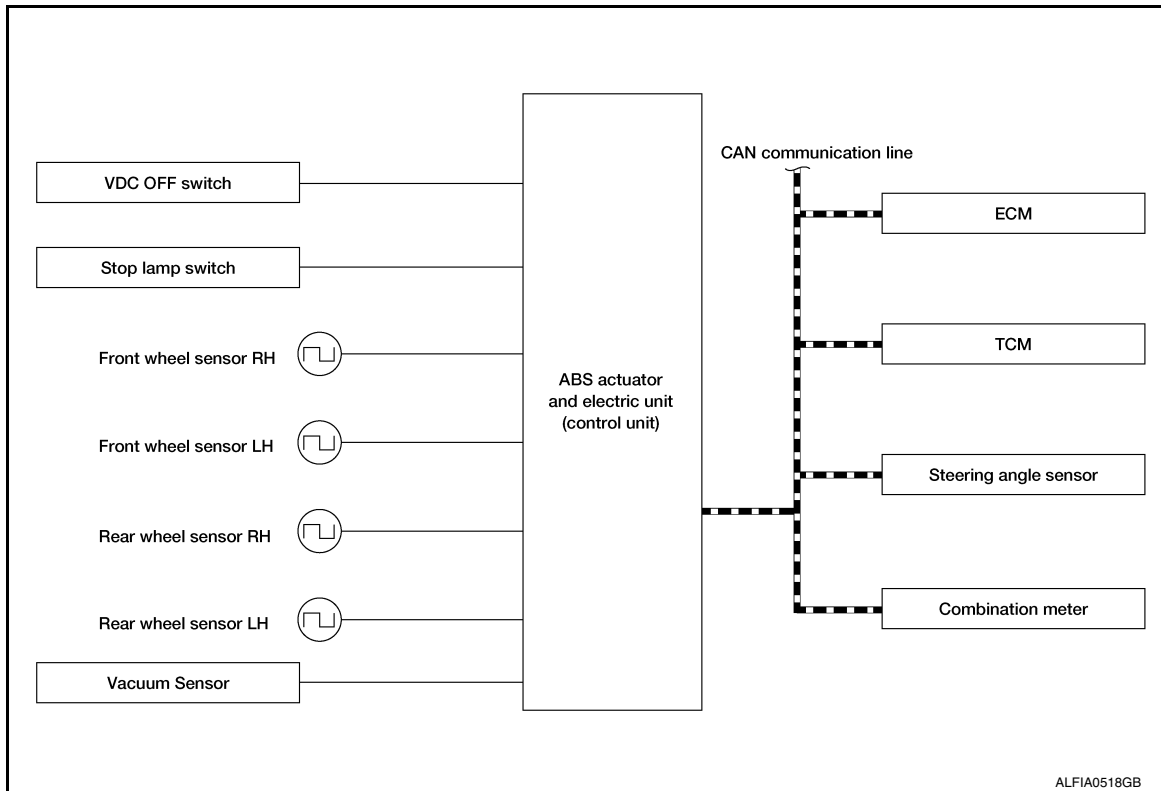 VDC OFF switch
Stop lamp switch
Front wheel sensor RH
Front wheel sensor LH
Rear wheel sensor RH
Rear wheel sensor LH
Vacuum Sensor
ABS actuator
and electric unit
(control unit)
CAN communication line
ECM
TCM
Steering angle sensor
Combination meter
ALFIA0518GB